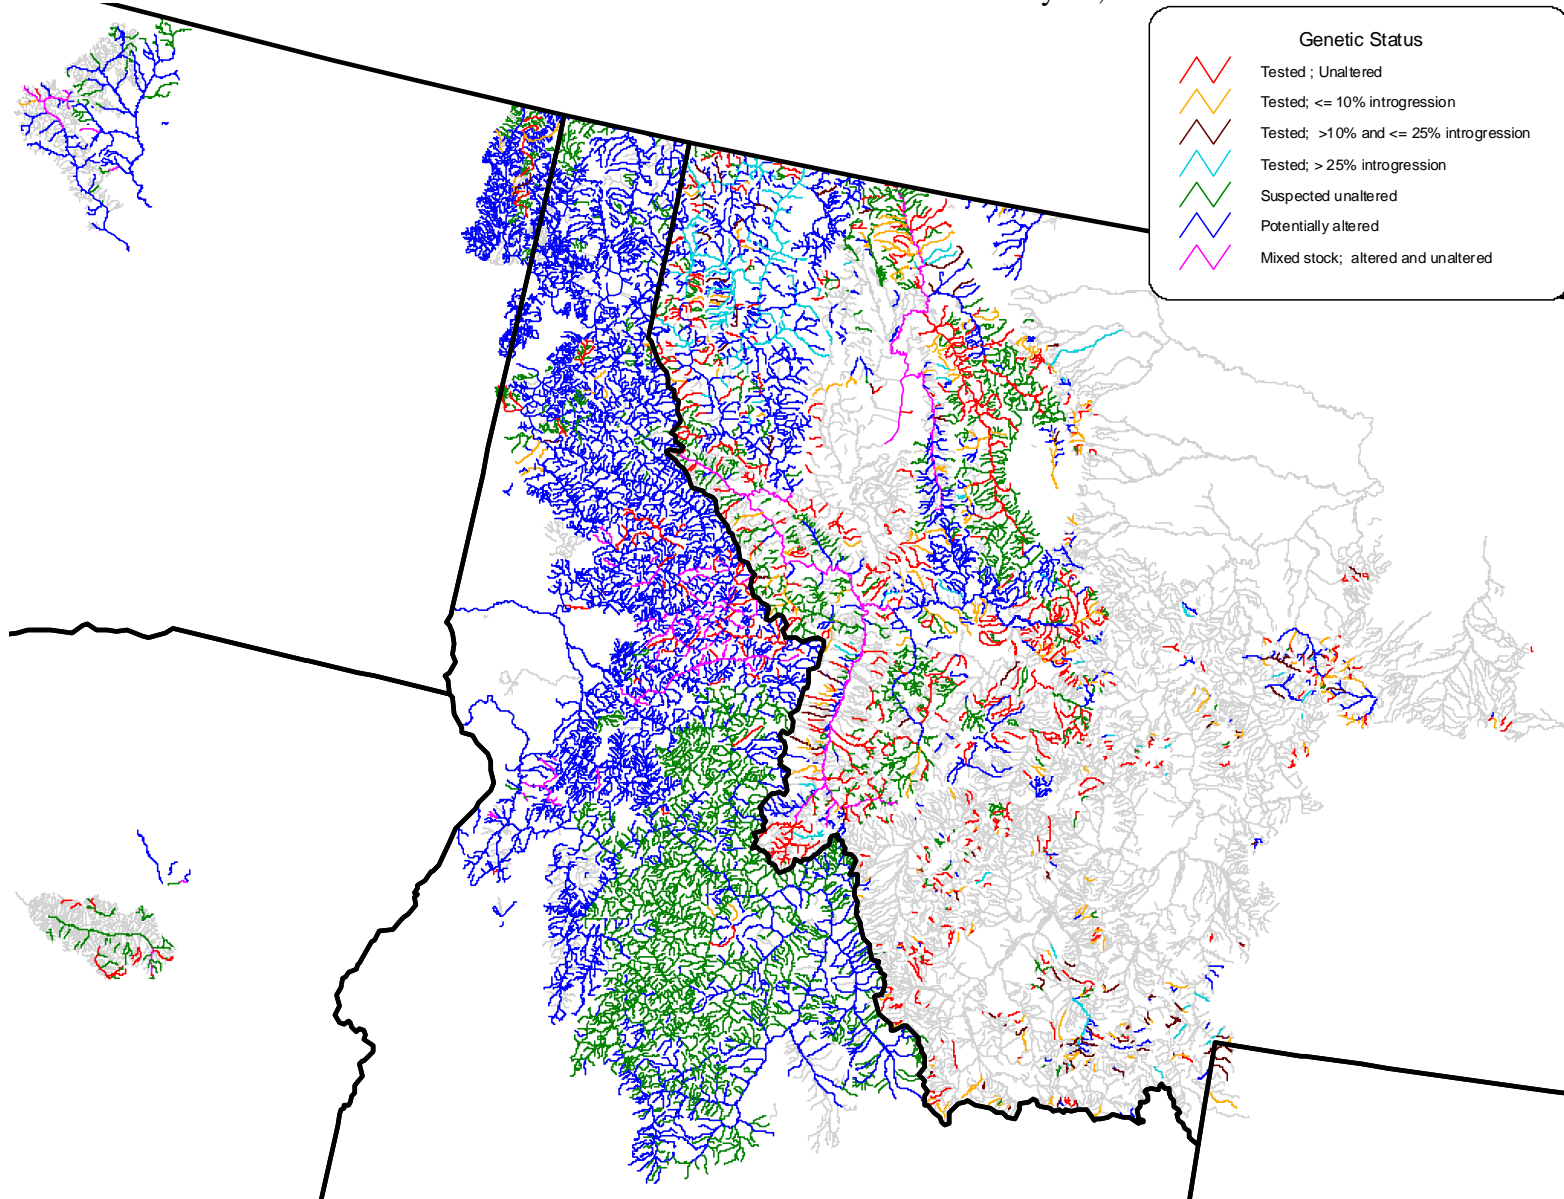 Genetic Status
Tested ; Unaltered
Tested; <= 10% introgression
Tested;  >10% and <= 25% introgression
Tested; > 25% introgression
Suspected unaltered
Potentially altered
Mixed stock;  altered and unaltered